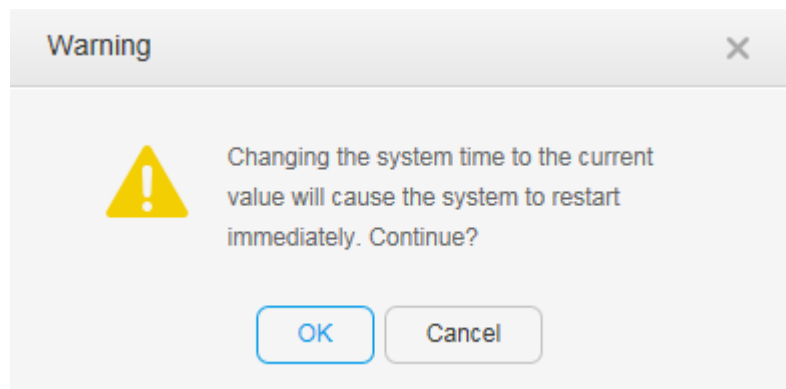 Warning
Changing the system time to the current
value will cause the system to restart
immediately. Continue?
OK
Cancel